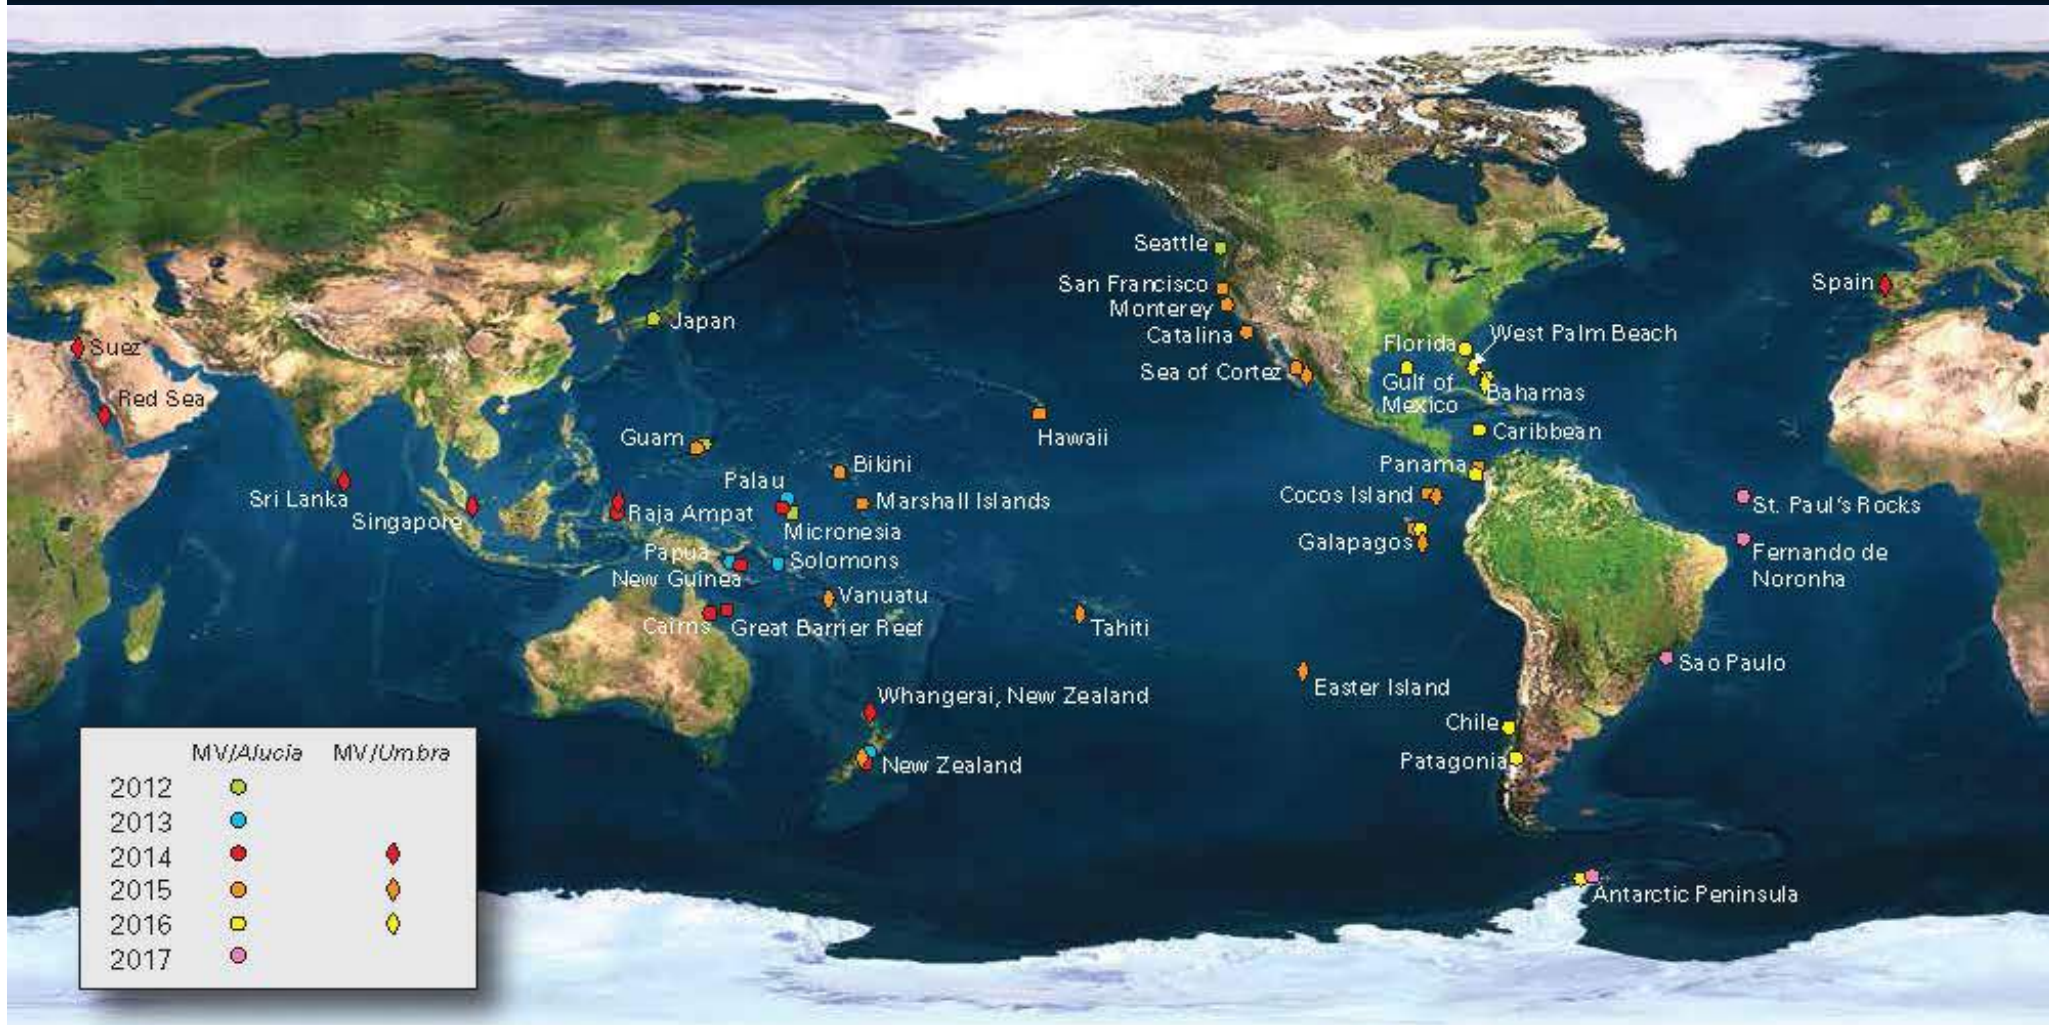 Seattle
San Francisco
Monterey
Catalina
Sea of Cortez
Florida
West Palm Beach
Gulf of
Mexico
Bahamas
Caribbean
Panama
Cocos Island
Galapagos
Spain
Japan
Suez
Red Sea
Guam
Hawaii
Bikini
Palau
Marshall Islands
Sri Lanka
Singapore
Raja Ampat
Micronesia
Papua
New Guinea
Solomons
Vanuatu
Cairns
Great Barrier Reef
Tahiti
St. Paul's Rocks
Fernando de
Noronha
Sao Paulo
Easter Island
Whangerai, New Zealand
New Zealand
Chile
Patagonia
Antarctic Peninsula
MV/Alucia MV/Umbra
2012
2013
2014
2015
2016
2017